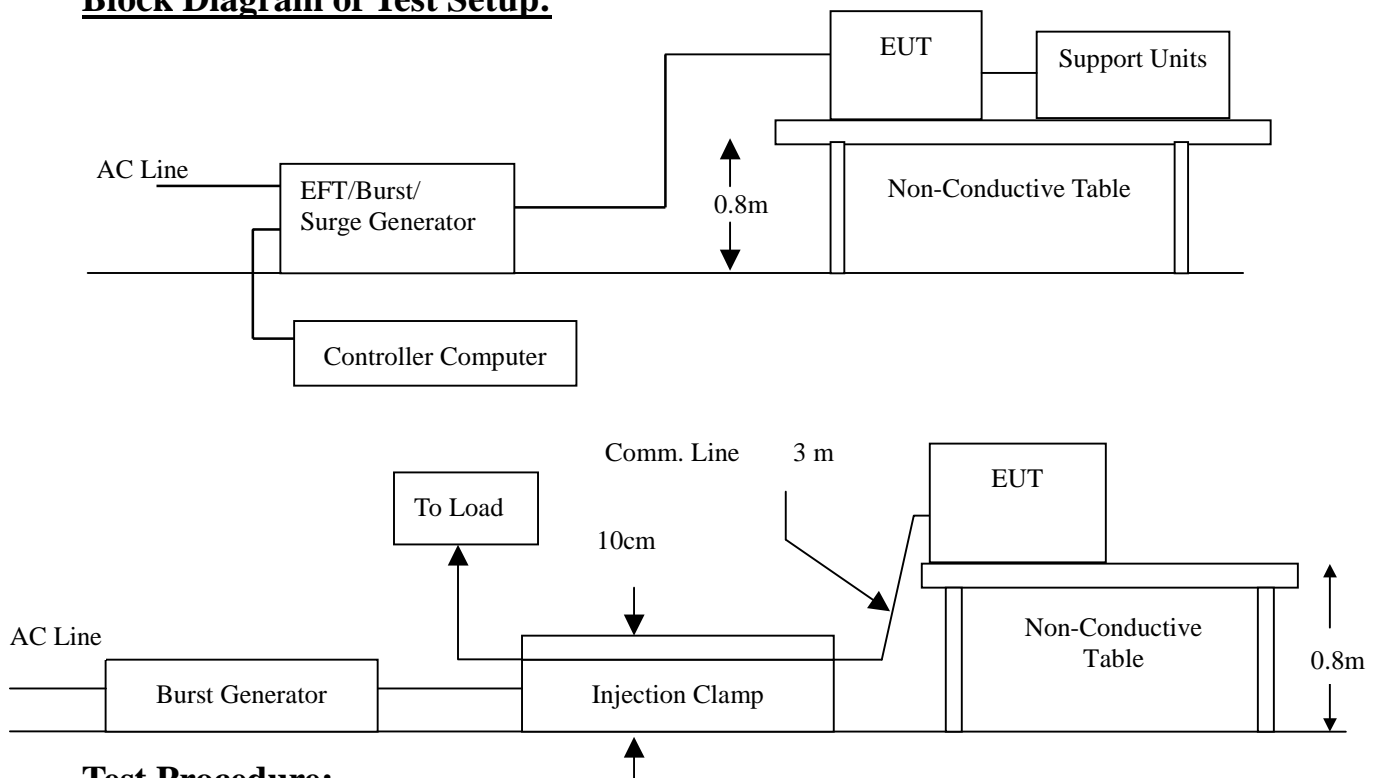 Block Diagram of Test Setup:
EUT
Support Units
AC Line
EFT/Burst/
Surge Generator
0.8m
Non-Conductive Table
Controller Computer
Comm. Line 3 m
EUT
To Load
10cm
AC Line
Non-Conductive
Table
0.8m
Burst Generator
Injection Clamp
Test Procedure: